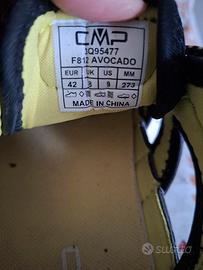 CMP
3Q95477
F812 AVOCADO
EUR UK US MM
42 8 9 273
MADE IN CHINA
subito